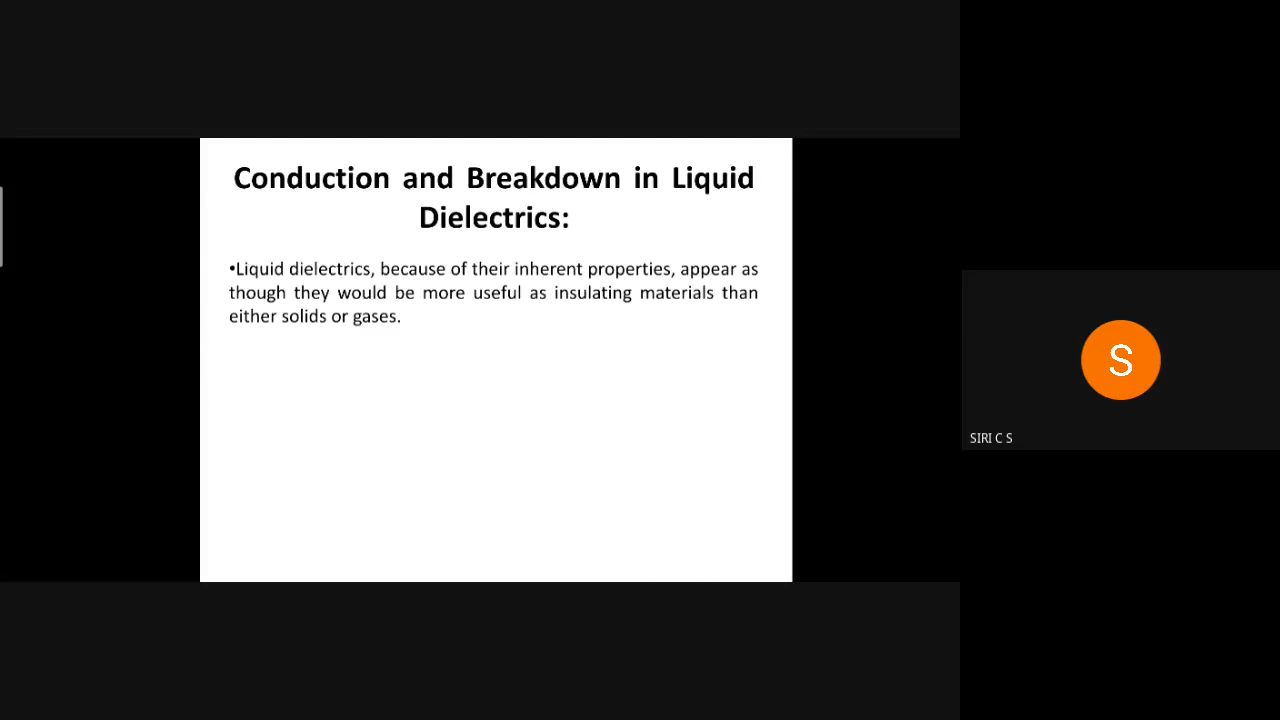 Conduction and Breakdown in Liquid
Dielectrics:
•Liquid dielectrics, because of their inherent properties, appear as
though they would be more useful as insulating materials than
either solids or gases.
S
SIRI C S